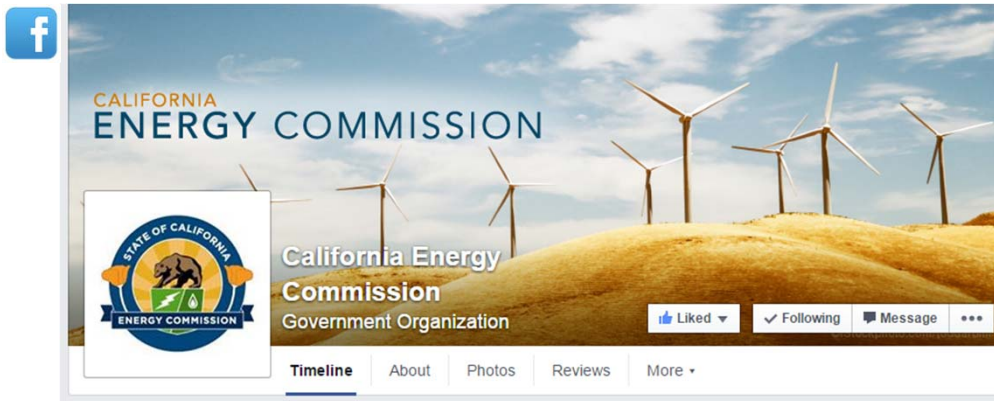 f
CALIFORNIA
ENERGY COMMISSION
STATE OF CALIFORNIA
ENERGY COMMISSION
California Energy
Commission
Government Organization
Liked
Following
Message
Timeline
About
Photos
Reviews
More